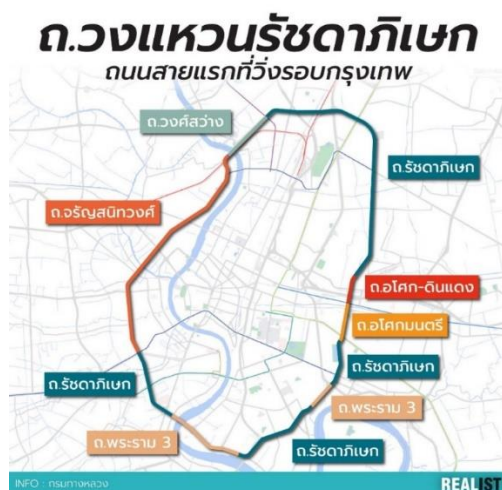 ถ.วงแหวนรัชดาภิเษก
ถนนสายแรกที่วิ่งรอบกรุงเทพ
ถ.วงศ์สว่าง
ถ.รัชดาภิเษก
ถ.จรัญสนิทวงศ์
ถ.อโศก-ดินแดง
ถ.อโศกมนตรี
ถ.รัชดาภิเษก
ถ.รัชดาภิเษก
ถ.พระราม 3
ถ.พระราม 3
ถ.รัชดาภิเษก
INFO : กรมทางหลวง
REALIST